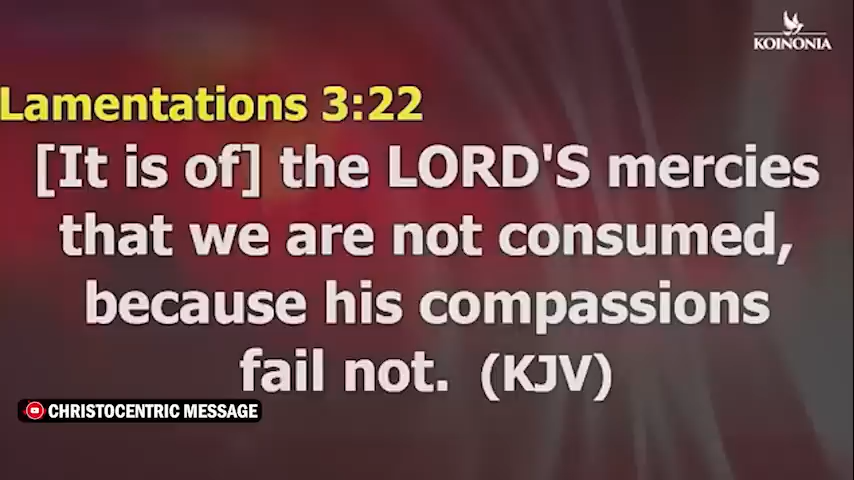 KOINONIA
Lamentations 3:22
[It is of] the LORD'S mercies
that we are not consumed,
because his compassions
fail not. (KJV)
CHRISTOCENTRIC MESSAGE